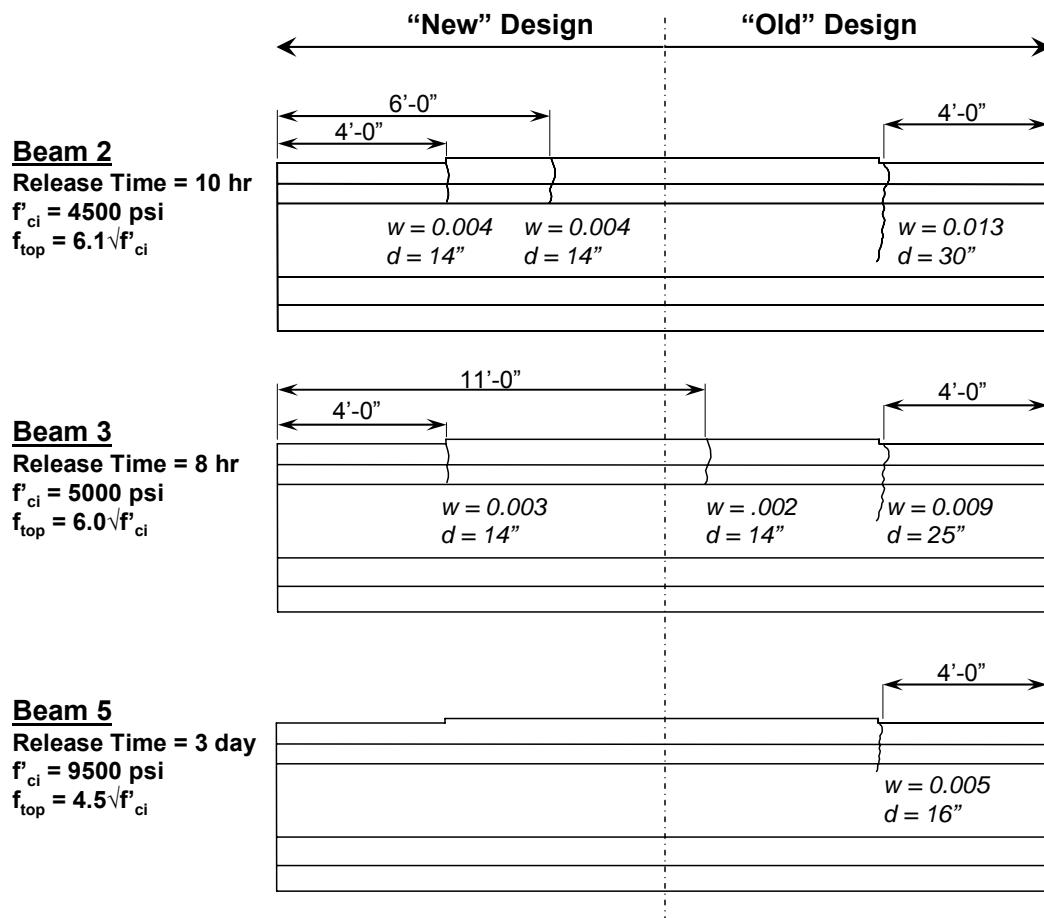 “New” Design
“Old” Design
Beam 2
Release Time = 10 hr
f'ci = 4500 psi
ftop = 6.1√f'ci
6’-0”
4’-0”
4’-0”
w = 0.004
d = 14”
w = 0.004
d = 14”
w = 0.013
d = 30”
Beam 3
Release Time = 8 hr
f'ci = 5000 psi
ftop = 6.0√f'ci
11’-0”
4’-0”
4’-0”
w = 0.003
d = 14”
w = .002
d = 14”
w = 0.009
d = 25”
Beam 5
Release Time = 3 day
f'ci = 9500 psi
ftop = 4.5√f'ci
4’-0”
w = 0.005
d = 16”